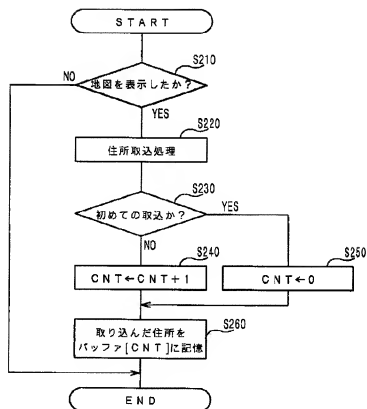 START
S210
地図を表示したか?
NO
YES
S220
住所取込処理
S230
初めての取込か?
YES
NO
S240
CNT←CNT+1
S250
CNT←0
S260
取り込んだ住所を
バッファ[CNT]に記憶
END